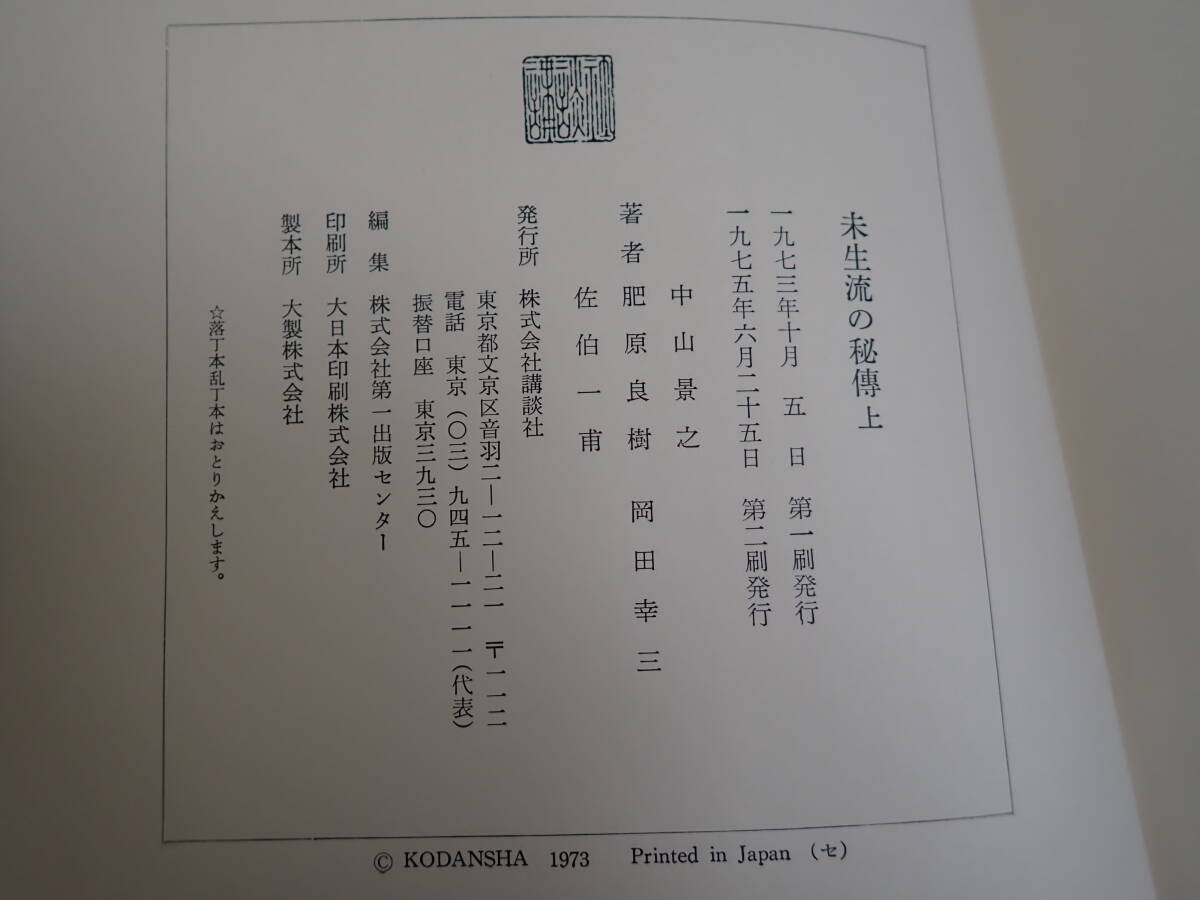 未生流の秘傳 上
一九七三年十月 五 日 第一刷発行
一九七五年六月二十五日 第二刷発行
中山景之
著者 肥原良樹 岡田幸三
佐伯一甫
発行所 株式会社講談社
東京都文京区音羽二―一二―二一 〒一一二
電話 東京(〇三)九四五―一一一一(代表)
振替口座 東京三九三〇
編集 株式会社第一出版センター
印刷所 大日本印刷株式会社
製本所 大製株式会社
☆落丁本乱丁本はおとりかえします。
© KODANSHA 1973 Printed in Japan (セ)